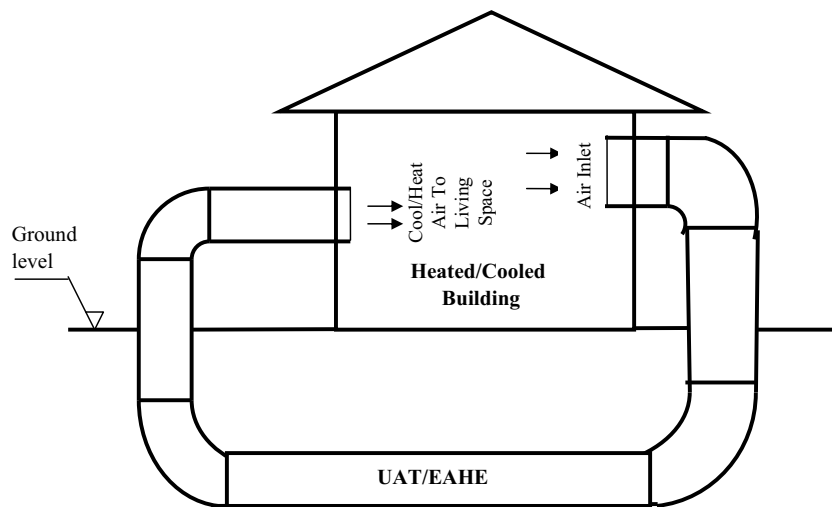 Ground
level
Cool/Heat
Air To
Living
Space
Air Inlet
Heated/Cooled
Building
UAT/EAHE